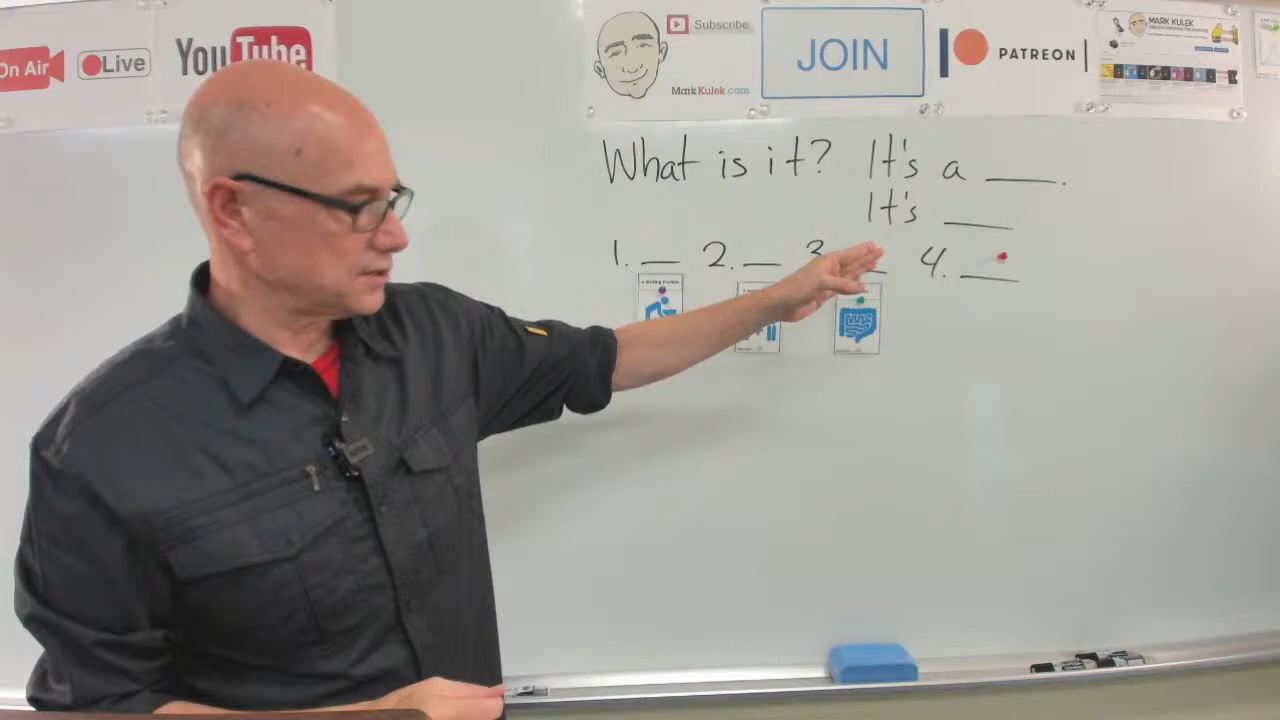 On Air
Live
YouTube
Subscribe
MarkKulek.com
JOIN
PATREON
MARK KULEK
What is it? It's a ___.
It's ___
1. ___ 2. ___ 3 ___ 4. ___